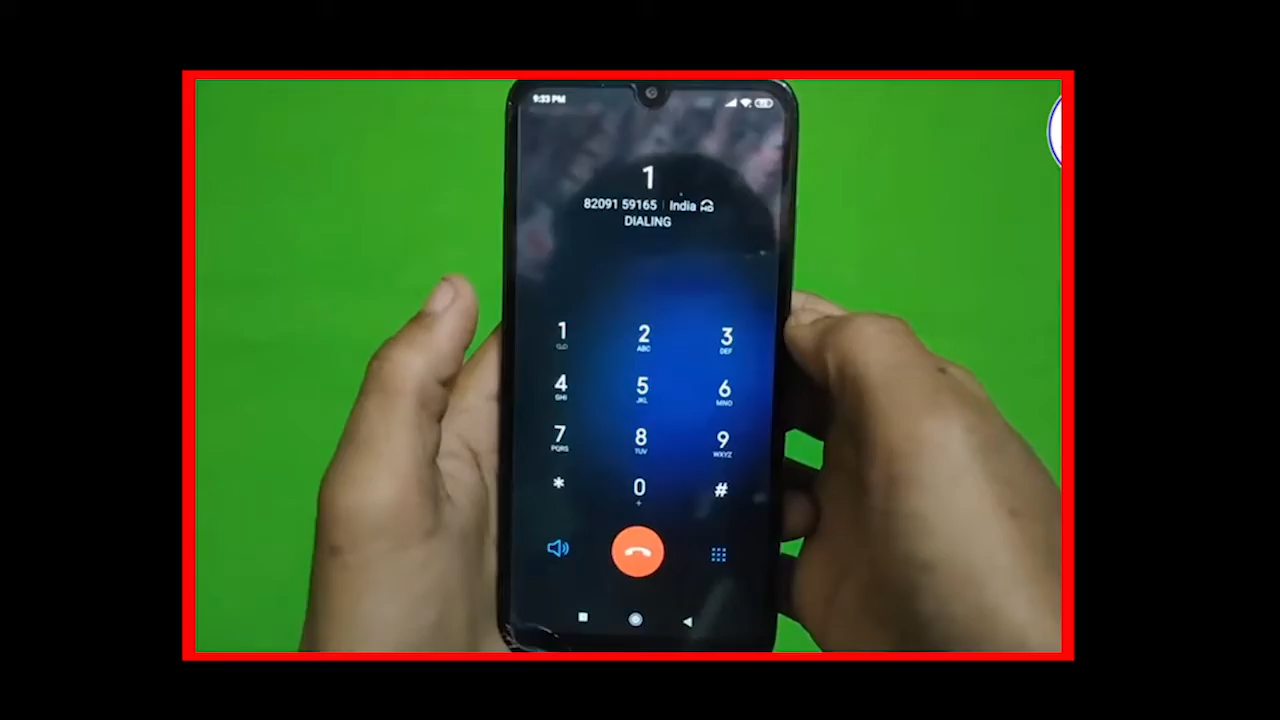 9:33 PM
1
82091 59165 | India HD
DIALING
1 2 3
ABC DEF
4 5 6
GHI JKL MNO
7 8 9
PQRS TUV WXYZ
* 0 #
+